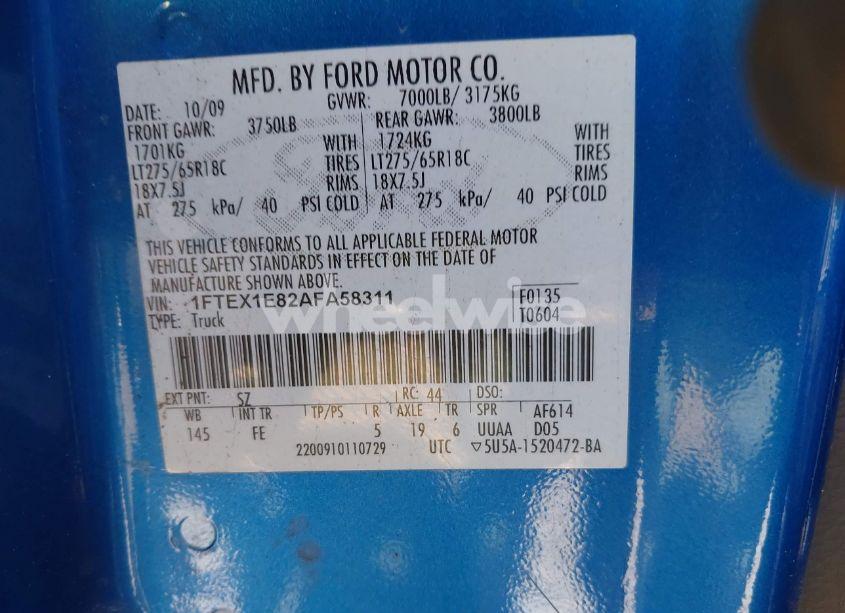 MFD. BY FORD MOTOR CO.
DATE: 10/09 GVWR: 7000LB/ 3175KG
FRONT GAWR: 3750LB REAR GAWR: 3800LB
1701KG WITH 1724KG WITH
LT275/65R18C TIRES LT275/65R18C TIRES
18X7.5J RIMS 18X7.5J RIMS
AT 275 kPa/ 40 PSI COLD AT 275 kPa/ 40 PSI COLD
THIS VEHICLE CONFORMS TO ALL APPLICABLE FEDERAL MOTOR
VEHICLE SAFETY STANDARDS IN EFFECT ON THE DATE OF
MANUFACTURE SHOWN ABOVE.
VIN: 1FTEX1E82AFA58311 F0135
TYPE: Truck T0604
wheelwise
EXT PNT: SZ RC: 44 DSO:
WB INT TR TP/PS R AXLE TR SPR AF614
145 FE 5 19 6 UUAA D05
2200910110729 UTC ▽5U5A-1520472-BA